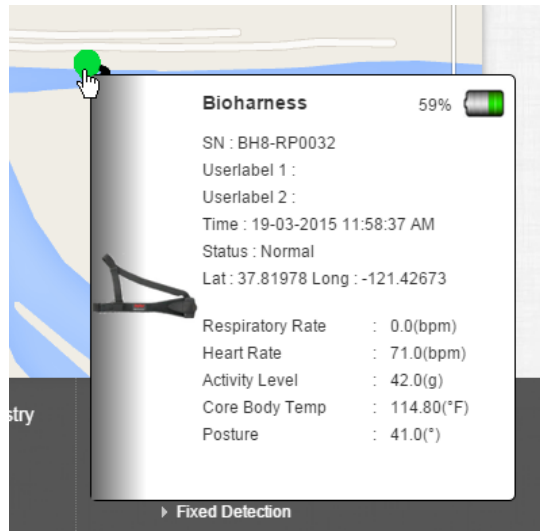 Bioharness 59%
SN : BH8-RP0032
Userlabel 1 :
Userlabel 2 :
Time : 19-03-2015 11:58:37 AM
Status : Normal
Lat : 37.81978 Long : -121.42673
Respiratory Rate : 0.0(bpm)
Heart Rate : 71.0(bpm)
Activity Level : 42.0(g)
Core Body Temp : 114.80(°F)
Posture : 41.0(°)
stry
Fixed Detection